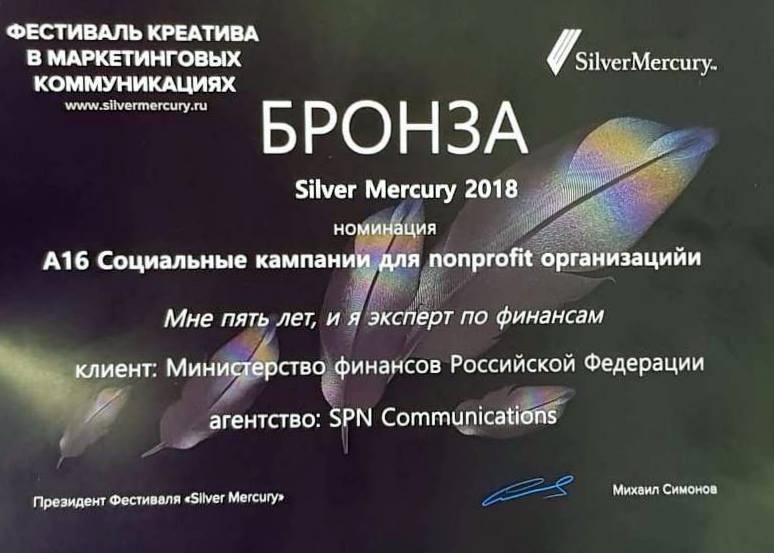 ФЕСТИВАЛЬ КРЕАТИВА
В МАРКЕТИНГОВЫХ
КОММУНИКАЦИЯХ
www.silvermercury.ru
SilverMercury™
БРОНЗА
Silver Mercury 2018
номинация
A16 Социальные кампании для nonprofit организацийи
Мне пять лет, и я эксперт по финансам
клиент: Министерство финансов Российской Федерации
агентство: SPN Communications
Президент Фестиваля «Silver Mercury»
Михаил Симонов